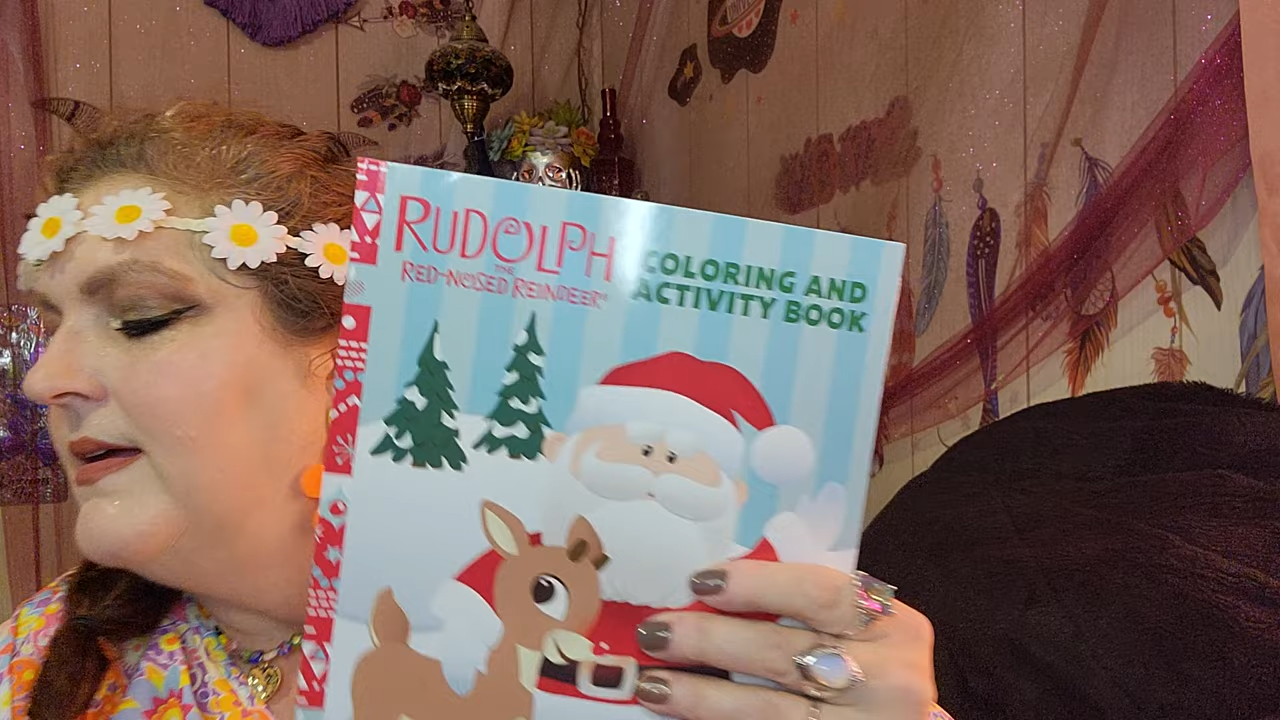 RUDOLPH
THE
RED-NOSED REINDEER®
COLORING AND
ACTIVITY BOOK